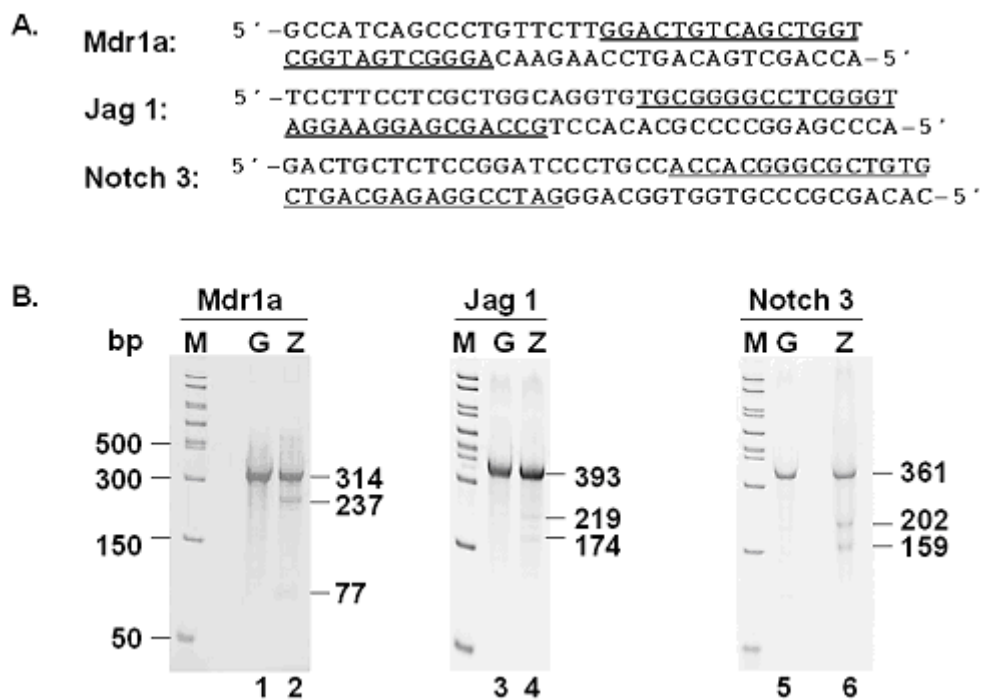 A.
Mdr1a: 5´-GCCATCAGCCCTGTTCTTGGACTGTCAGCTGGT
CGGTAGTCGGGACAAGAACCTGACAGTCGACCA-5´
Jag 1: 5´-TCCTTCCTCGCTGGCAGGTGTGCGGGGCCTCGGGT
AGGAAGGAGCGACCGTCCACACGCCCCGGAGCCCA-5´
Notch 3: 5´-GACTGCTCTCCGGATCCCTGCCACCACGGGCGCTGTG
CTGACGAGAGGCCTAGGGACGGTGGTGCCCGCGACAC-5´
B.
Mdr1a Jag 1 Notch 3
bp M G Z M G Z M G Z
500
300 314 393 361
237 219 202
150 174 159
77
50
1 2 3 4 5 6